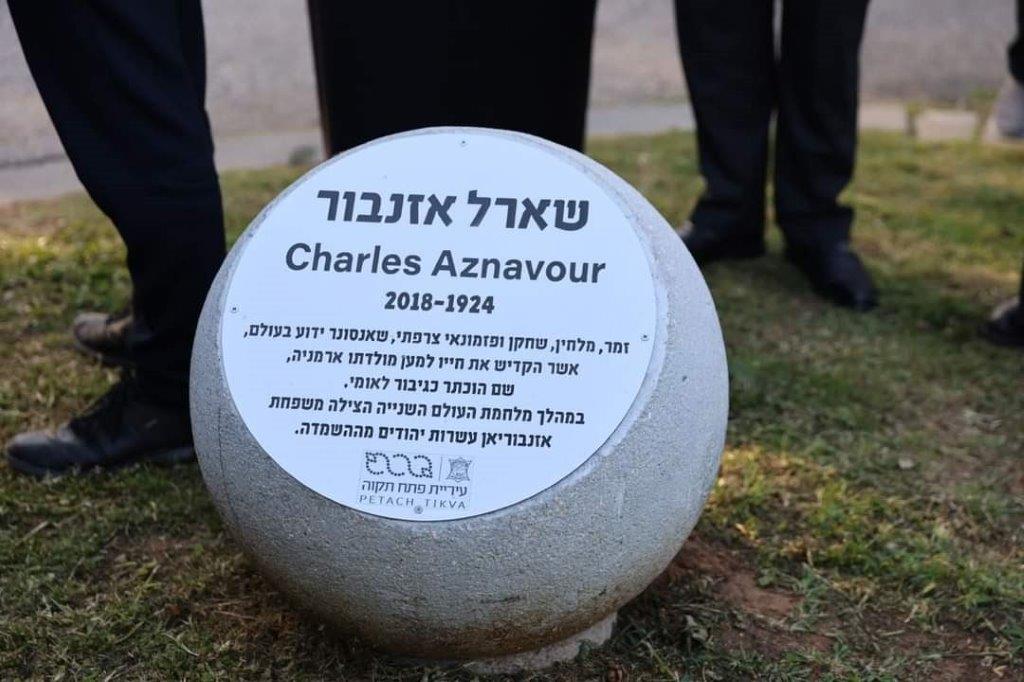 שארל אזנבור
Charles Aznavour
2018-1924
זמר, מלחין, שחקן ופזמונאי צרפתי, שאנסונר ידוע בעולם,
אשר הקדיש את חייו למען מולדתו ארמניה,
שם הוכתר כגיבור לאומי.
במהלך מלחמת העולם השנייה הצילה משפחת
אזנבוריאן עשרות יהודים מההשמדה.
עיריית פתח תקוה
PETACH TIKVA